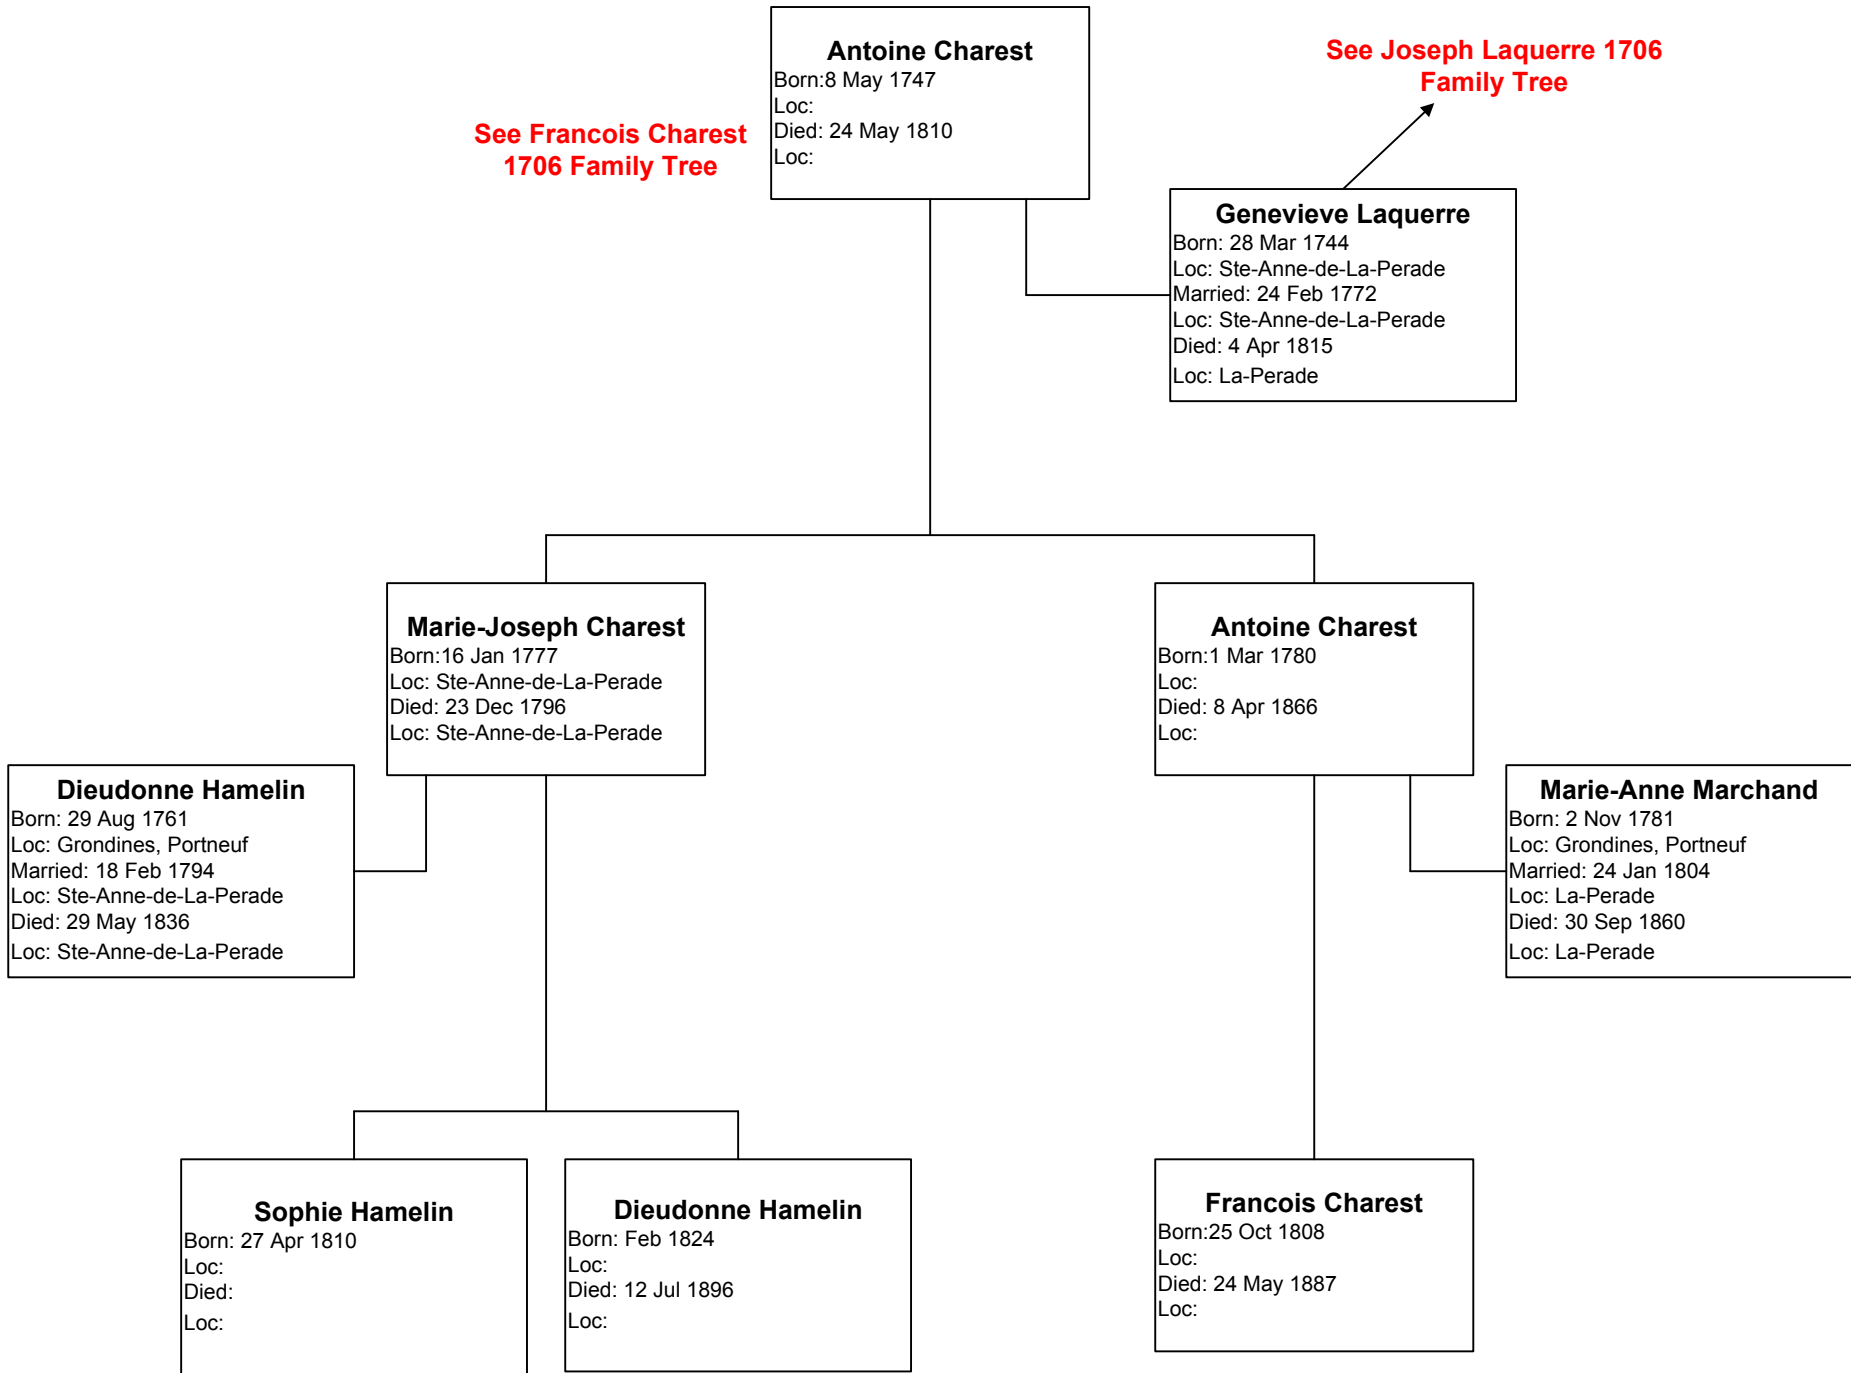 Antoine Charest
Born:8 May 1747
Loc:
Died: 24 May 1810
Loc:
See Joseph Laquerre 1706
Family Tree
See Francois Charest
1706 Family Tree
Genevieve Laquerre
Born: 28 Mar 1744
Loc: Ste-Anne-de-La-Perade
Married: 24 Feb 1772
Loc: Ste-Anne-de-La-Perade
Died: 4 Apr 1815
Loc: La-Perade
Marie-Joseph Charest
Born:16 Jan 1777
Loc: Ste-Anne-de-La-Perade
Died: 23 Dec 1796
Loc: Ste-Anne-de-La-Perade
Antoine Charest
Born:1 Mar 1780
Loc:
Died: 8 Apr 1866
Loc:
Dieudonne Hamelin
Born: 29 Aug 1761
Loc: Grondines, Portneuf
Married: 18 Feb 1794
Loc: Ste-Anne-de-La-Perade
Died: 29 May 1836
Loc: Ste-Anne-de-La-Perade
Marie-Anne Marchand
Born: 2 Nov 1781
Loc: Grondines, Portneuf
Married: 24 Jan 1804
Loc: La-Perade
Died: 30 Sep 1860
Loc: La-Perade
Sophie Hamelin
Born: 27 Apr 1810
Loc:
Died:
Loc:
Dieudonne Hamelin
Born: Feb 1824
Loc:
Died: 12 Jul 1896
Loc:
Francois Charest
Born:25 Oct 1808
Loc:
Died: 24 May 1887
Loc: